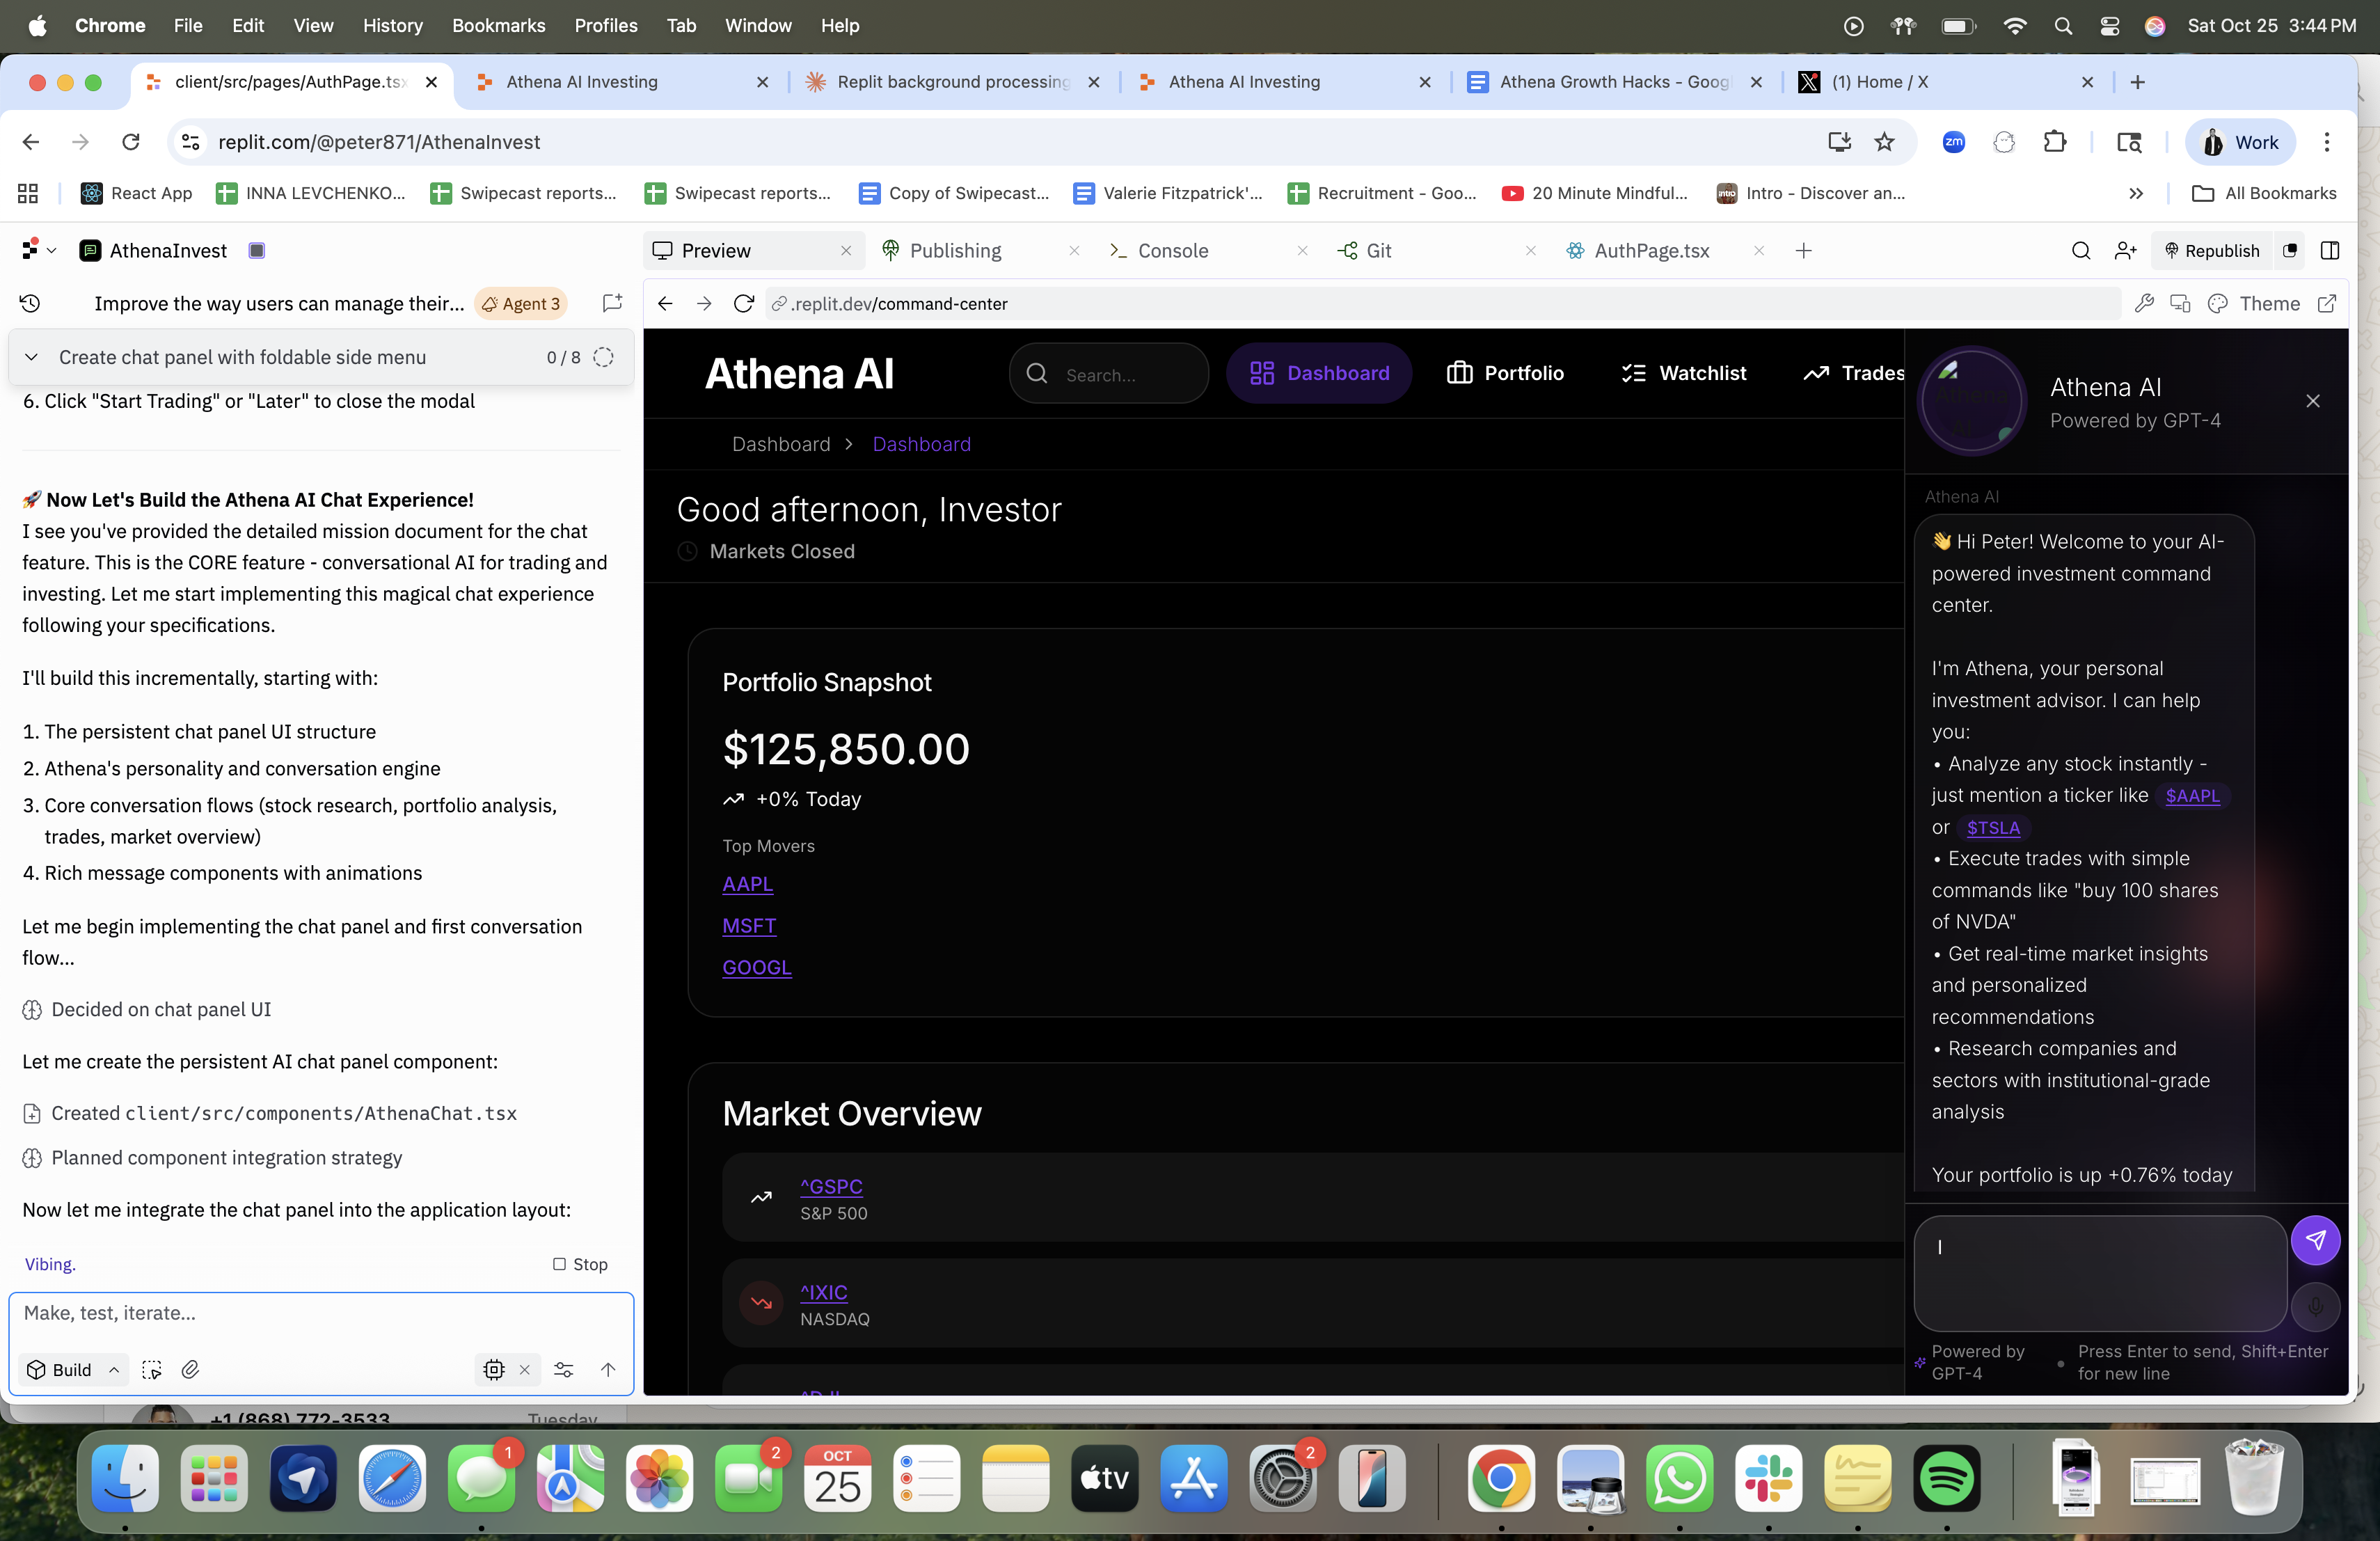 Chrome File Edit View History Bookmarks Profiles Tab Window Help Sat Oct 25 3:44 PM
client/src/pages/AuthPage.tsx Athena AI Investing Replit background processing Athena AI Investing Athena Growth Hacks - Goog (1) Home / X
replit.com/@peter871/AthenaInvest zm Work
React App INNA LEVCHENKO... Swipecast reports... Swipecast reports... Copy of Swipecast... Valerie Fitzpatrick'... Recruitment - Goo... 20 Minute Mindful... intro Intro - Discover an... All Bookmarks
AthenaInvest
Preview Publishing Console Git AuthPage.tsx Republish
Improve the way users can manage their... Agent 3
Create chat panel with foldable side menu 0 / 8
6. Click "Start Trading" or "Later" to close the modal
🚀 Now Let's Build the Athena AI Chat Experience!
I see you've provided the detailed mission document for the chat
feature. This is the CORE feature - conversational AI for trading and
investing. Let me start implementing this magical chat experience
following your specifications.
I'll build this incrementally, starting with:
1. The persistent chat panel UI structure
2. Athena's personality and conversation engine
3. Core conversation flows (stock research, portfolio analysis,
trades, market overview)
4. Rich message components with animations
Let me begin implementing the chat panel and first conversation
flow...
Decided on chat panel UI
Let me create the persistent AI chat panel component:
Created client/src/components/AthenaChat.tsx
Planned component integration strategy
Now let me integrate the chat panel into the application layout:
Vibing. Stop
Make, test, iterate...
Build
.replit.dev/command-center Theme
Athena AI Search... Dashboard Portfolio Watchlist Trades
Dashboard > Dashboard
Good afternoon, Investor
Markets Closed
Portfolio Snapshot
$125,850.00
+0% Today
Top Movers
AAPL
MSFT
GOOGL
Market Overview
^GSPC
S&P 500
^IXIC
NASDAQ
Athena AI
Powered by GPT-4
Athena AI
👋 Hi Peter! Welcome to your AI-
powered investment command
center.
I'm Athena, your personal
investment advisor. I can help
you:
• Analyze any stock instantly -
just mention a ticker like $AAPL
or $TSLA
• Execute trades with simple
commands like "buy 100 shares
of NVDA"
• Get real-time market insights
and personalized
recommendations
• Research companies and
sectors with institutional-grade
analysis
Your portfolio is up +0.76% today
Powered by
GPT-4
•
Press Enter to send, Shift+Enter
for new line
+1 (868) 772-3533 Tuesday
1
2
OCT
25
tv
2